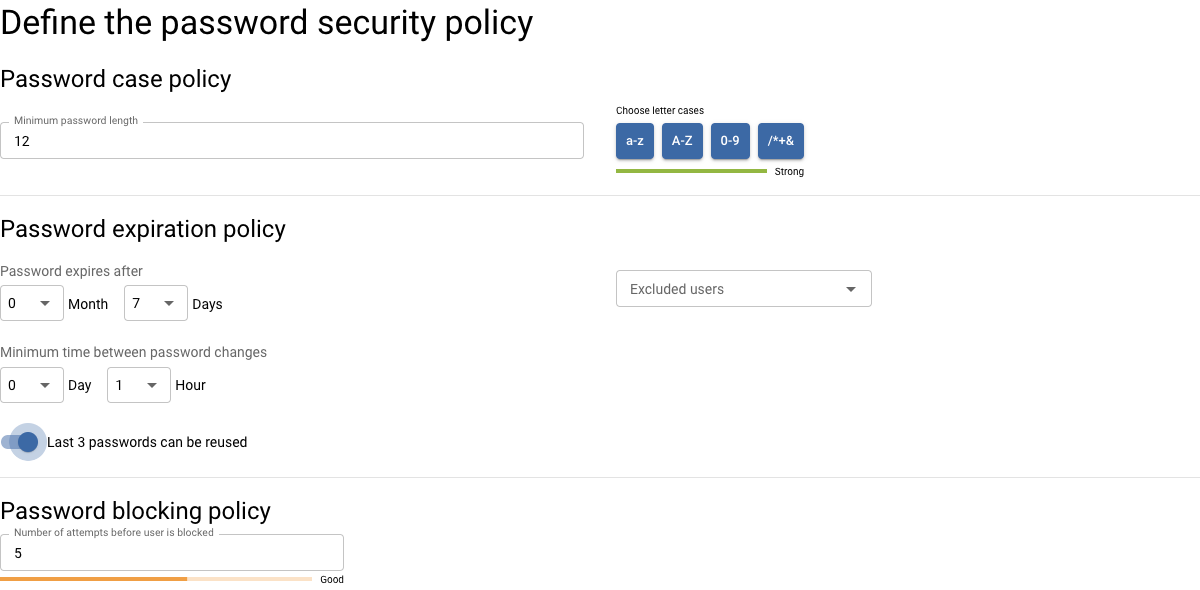 Define the password security policy
Password case policy
Minimum password length
12
Choose letter cases
a-z A-Z 0-9 /*+&
Strong
Password expiration policy
Password expires after
0 Month 7 Days
Excluded users
Minimum time between password changes
0 Day 1 Hour
Last 3 passwords can be reused
Password blocking policy
Number of attempts before user is blocked
5
Good